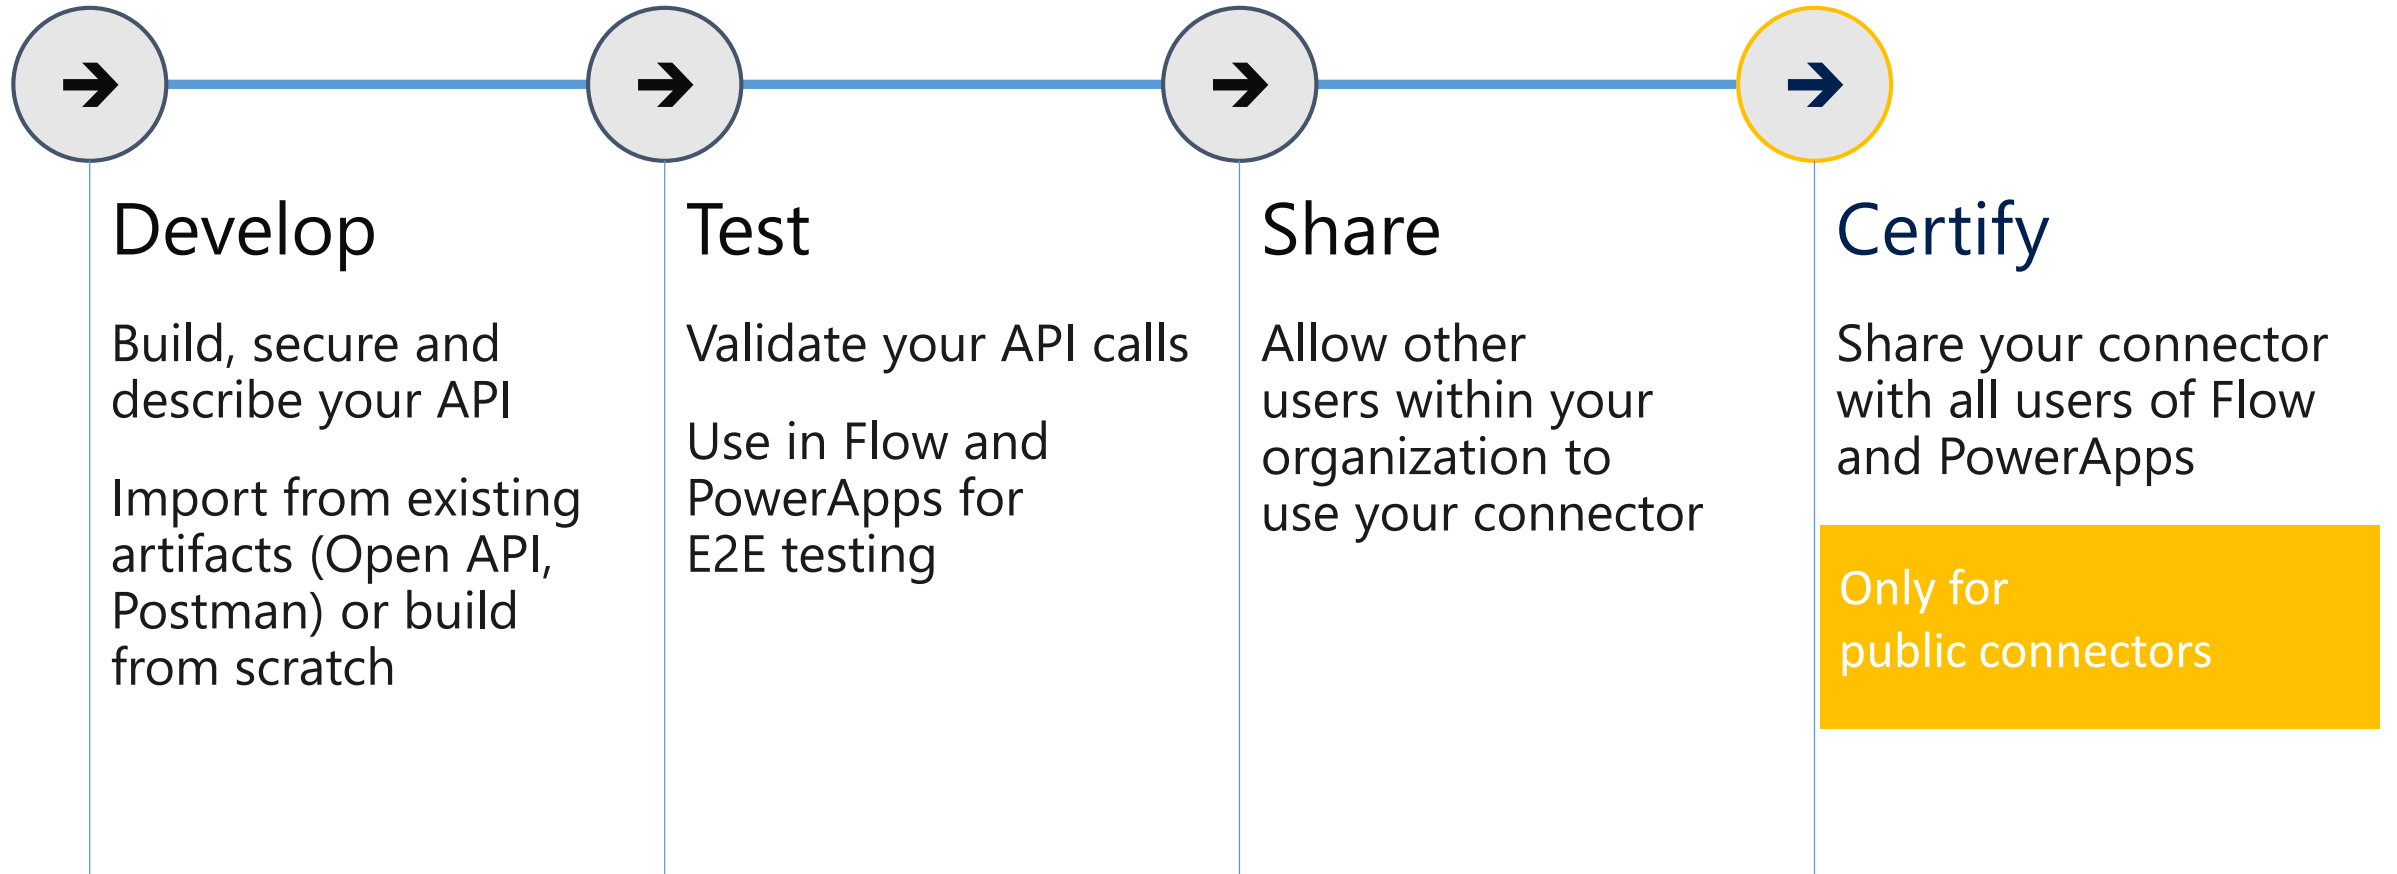 Develop
Build, secure and
describe your API
Import from existing
artifacts (Open API,
Postman) or build
from scratch
Test
Validate your API calls
Use in Flow and
PowerApps for
E2E testing
Share
Allow other
users within your
organization to
use your connector
Certify
Share your connector
with all users of Flow
and PowerApps
Only for
public connectors